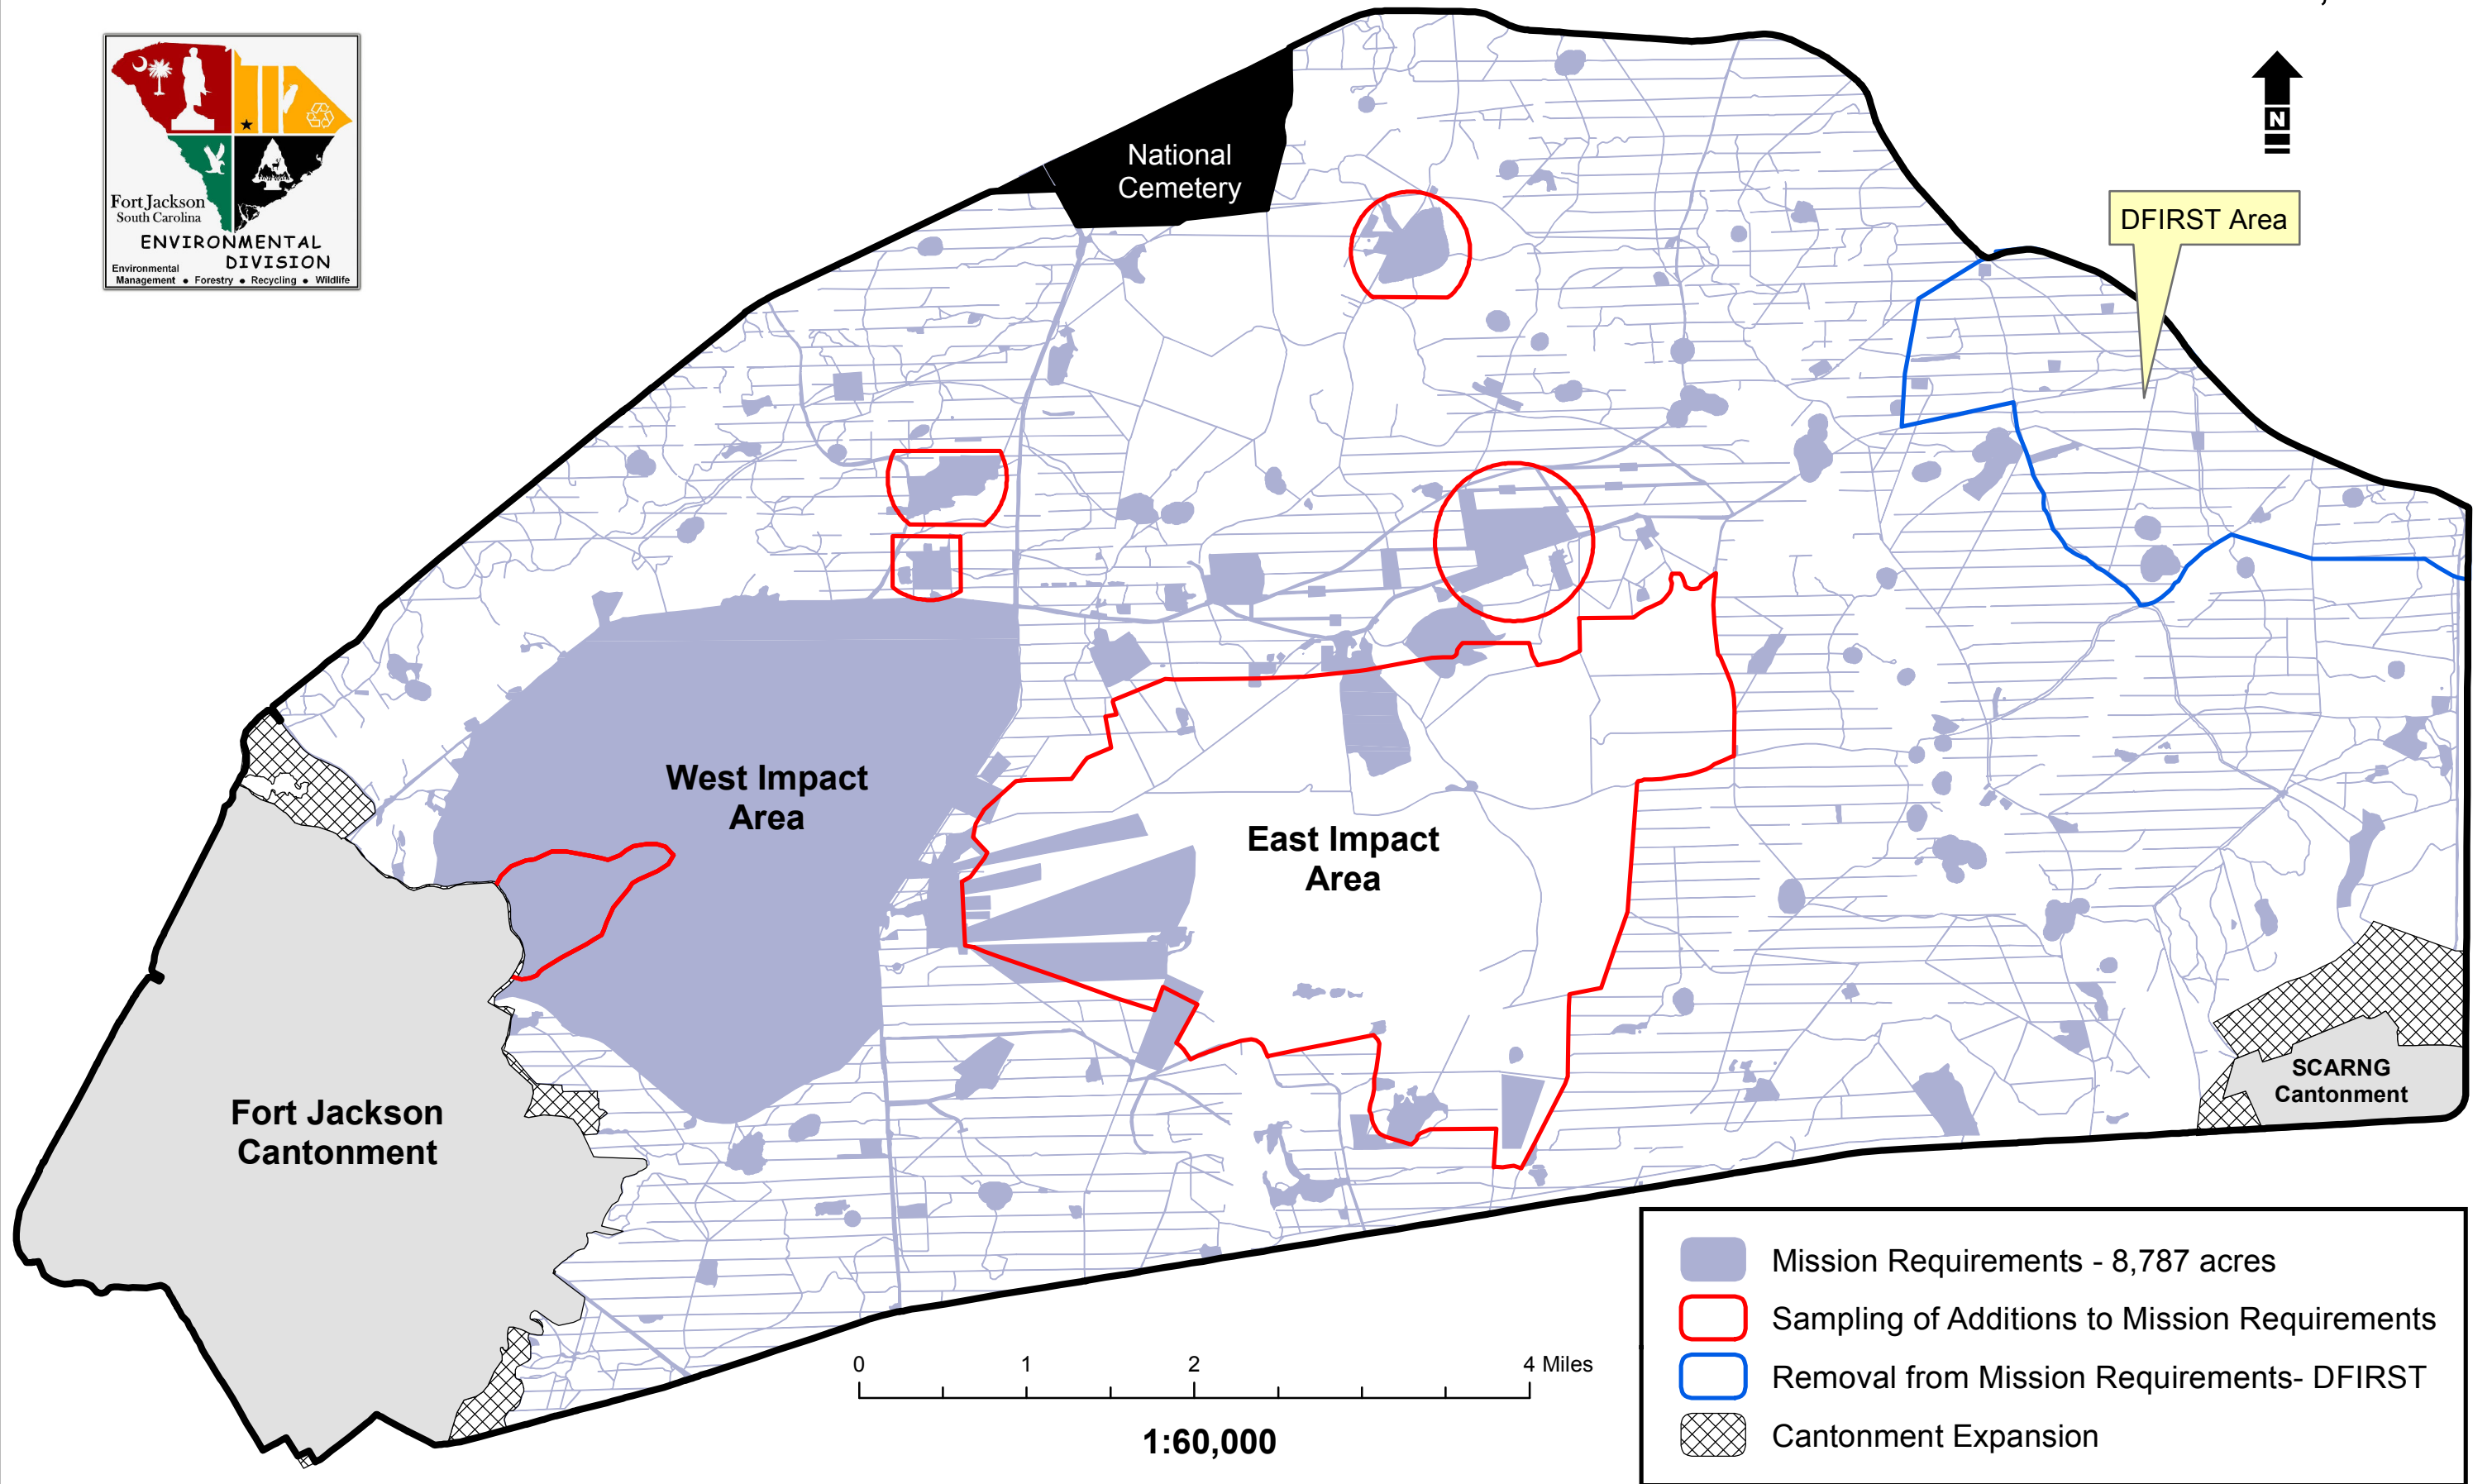 Fort Jackson
South Carolina
ENVIRONMENTAL
DIVISION
Environmental
Management ● Forestry ● Recycling ● Wildlife
National
Cemetery
N
DFIRST Area
West Impact
Area
East Impact
Area
Fort Jackson
Cantonment
SCARNG
Cantonment
0 1 2 4 Miles
1:60,000
Mission Requirements - 8,787 acres
Sampling of Additions to Mission Requirements
Removal from Mission Requirements- DFIRST
Cantonment Expansion